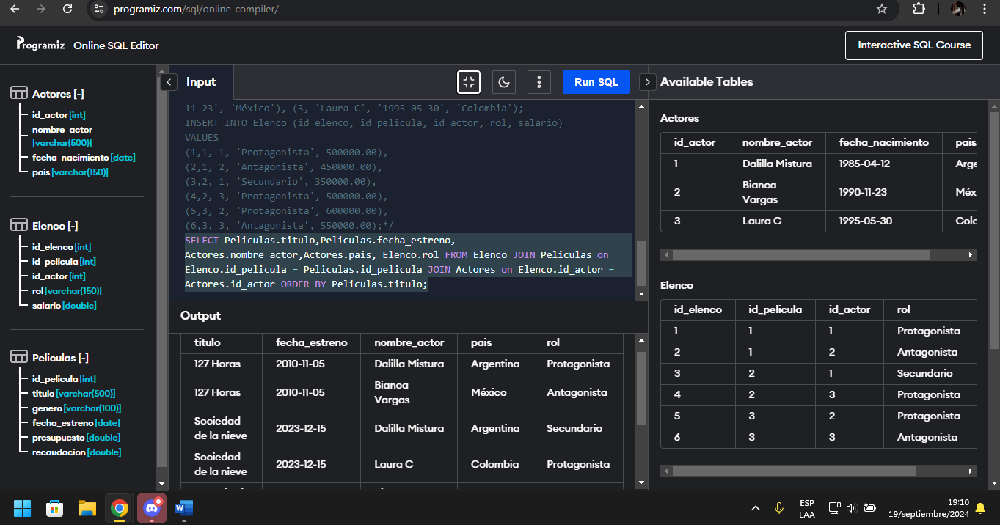 programiz.com/sql/online-compiler/
Programiz Online SQL Editor
Interactive SQL Course
Actores [-]
id_actor [int]
nombre_actor
[varchar(500)]
fecha_nacimiento [date]
pais [varchar(150)]
Elenco [-]
id_elenco [int]
id_pelicula [int]
id_actor [int]
rol [varchar(150)]
salario [double]
Peliculas [-]
id_pelicula [int]
titulo [varchar(500)]
genero [varchar(100)]
fecha_estreno [date]
presupuesto [double]
recaudacion [double]
Input
Run SQL
11-23', 'México'), (3, 'Laura C', '1995-05-30', 'Colombia');
INSERT INTO Elenco (id_elenco, id_pelicula, id_actor, rol, salario)
VALUES
(1,1, 1, 'Protagonista', 500000.00),
(2,1, 2, 'Antagonista', 450000.00),
(3,2, 1, 'Secundario', 350000.00),
(4,2, 3, 'Protagonista', 500000.00),
(5,3, 2, 'Protagonista', 600000.00),
(6,3, 3, 'Antagonista', 550000.00);*/
SELECT Peliculas.titulo,Peliculas.fecha_estreno,
Actores.nombre_actor,Actores.pais, Elenco.rol FROM Elenco JOIN Peliculas on
Elenco.id_pelicula = Peliculas.id_pelicula JOIN Actores on Elenco.id_actor =
Actores.id_actor ORDER BY Peliculas.titulo;
Output
titulo fecha_estreno nombre_actor pais rol
127 Horas 2010-11-05 Dalilla Mistura Argentina Protagonista
127 Horas 2010-11-05 Bianca Vargas México Antagonista
Sociedad de la nieve 2023-12-15 Dalilla Mistura Argentina Secundario
Sociedad de la nieve 2023-12-15 Laura C Colombia Protagonista
Available Tables
Actores
id_actor nombre_actor fecha_nacimiento pais
1 Dalilla Mistura 1985-04-12 Arge
2 Bianca Vargas 1990-11-23 Méx
3 Laura C 1995-05-30 Colo
Elenco
id_elenco id_pelicula id_actor rol
1 1 1 Protagonista
2 1 2 Antagonista
3 2 1 Secundario
4 2 3 Protagonista
5 3 2 Protagonista
6 3 3 Antagonista
ESP
LAA
19:10
19/septiembre/2024